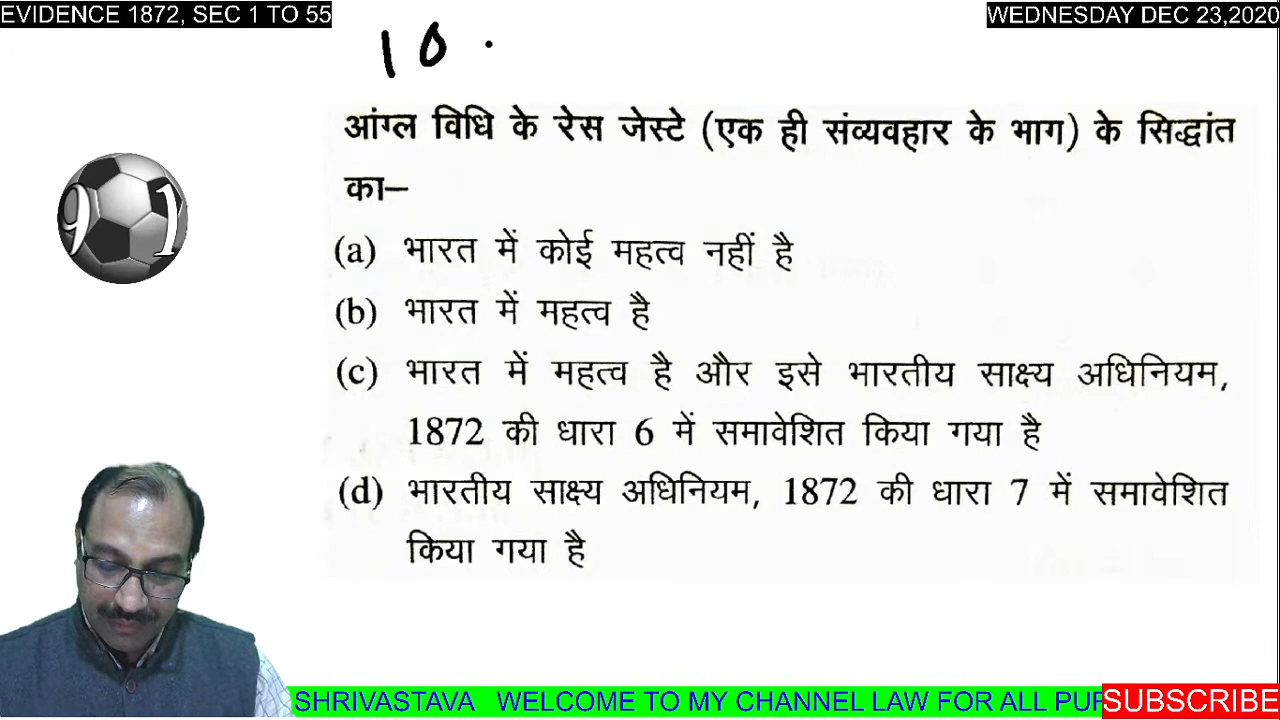 EVIDENCE 1872, SEC 1 TO 55
WEDNESDAY DEC 23,2020
10.
आंग्ल विधि के रेस जेस्टे (एक ही संव्यवहार के भाग) के सिद्धांत
का–
(a) भारत में कोई महत्व नहीं है
(b) भारत में महत्व है
(c) भारत में महत्व है और इसे भारतीय साक्ष्य अधिनियम,
1872 की धारा 6 में समावेशित किया गया है
(d) भारतीय साक्ष्य अधिनियम, 1872 की धारा 7 में समावेशित
किया गया है
91
SHRIVASTAVA WELCOME TO MY CHANNEL LAW FOR ALL
SUBSCRIBE